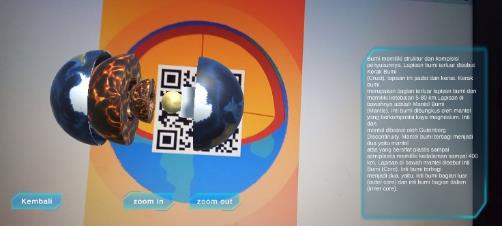 Bumi memiliki struktur dan komposisi
penyusunnya. Lapisan bumi terluar disebut
Kerak Bumi
(Crust), lapisan ini padat dan keras. Kerak
bumi
merupakan bagian terluar lapisan bumi dan
memiliki ketebalan 5-80 km. Lapisan di
bawahnya adalah Mantel Bumi
(Mantle). Inti bumi dibungkus oleh mantel
yang berkomposisi kaya magnesium. Inti
dan
mantel dibatasi oleh Gutenberg
Discontinuity. Mantel bumi terbagi menjadi
dua yaitu mantel
atas yang bersifat plastis sampai
semiplastis memiliki kedalaman sampai 400
km. Lapisan di bawah mantel disebut Inti
Bumi (Core). Inti bumi terbagi
menjadi dua, yaitu inti bumi bagian luar
(outer core) dan inti bumi bagian dalam
(inner core).
Kembali
zoom in
zoom out